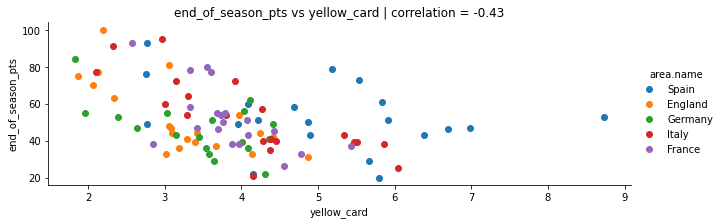 end_of_season_pts vs yellow_card | correlation = -0.43
end_of_season_pts
100
80
60
40
20
2
3
4
5
6
7
8
9
yellow_card
area.name
Spain
England
Germany
Italy
France